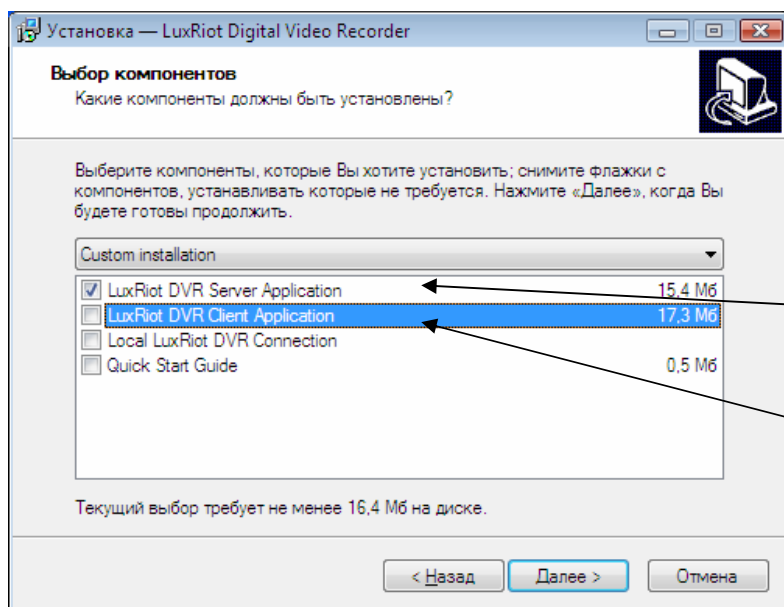 Установка — LuxRiot Digital Video Recorder
Выбор компонентов
Какие компоненты должны быть установлены?
Выберите компоненты, которые Вы хотите установить; снимите флажки с
компонентов, устанавливать которые не требуется. Нажмите «Далее», когда Вы
будете готовы продолжить.
Custom installation
LuxRiot DVR Server Application 15,4 Мб
LuxRiot DVR Client Application 17,3 Мб
Local LuxRiot DVR Connection
Quick Start Guide 0,5 Мб
Текущий выбор требует не менее 16,4 Мб на диске.
< Назад Далее > Отмена